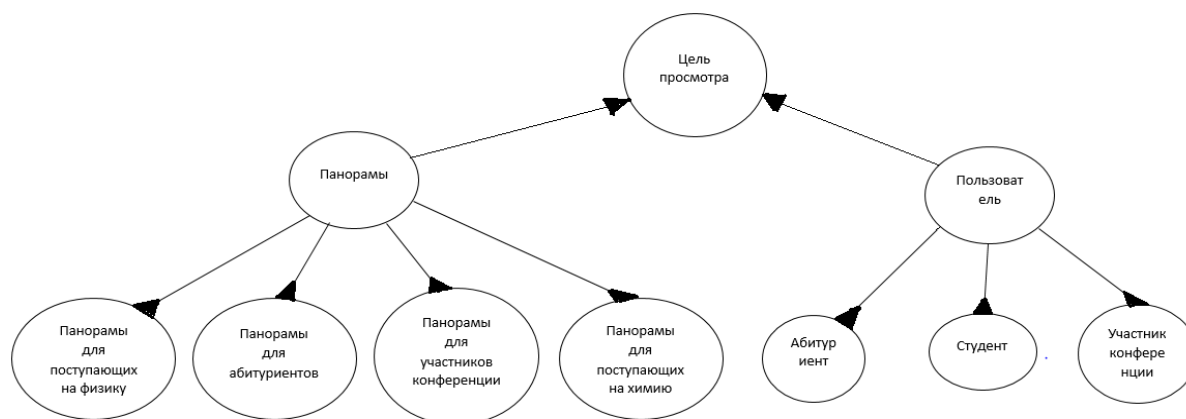 Цель
просмотра
Панорамы
Пользоват
ель
Панорамы
для
поступающих
на физику
Панорамы
для
абитуриентов
Панорамы
для
участников
конференции
Панорамы
для
поступающих
на химию
Абитур
иент
Студент
Участник
конфере
нции